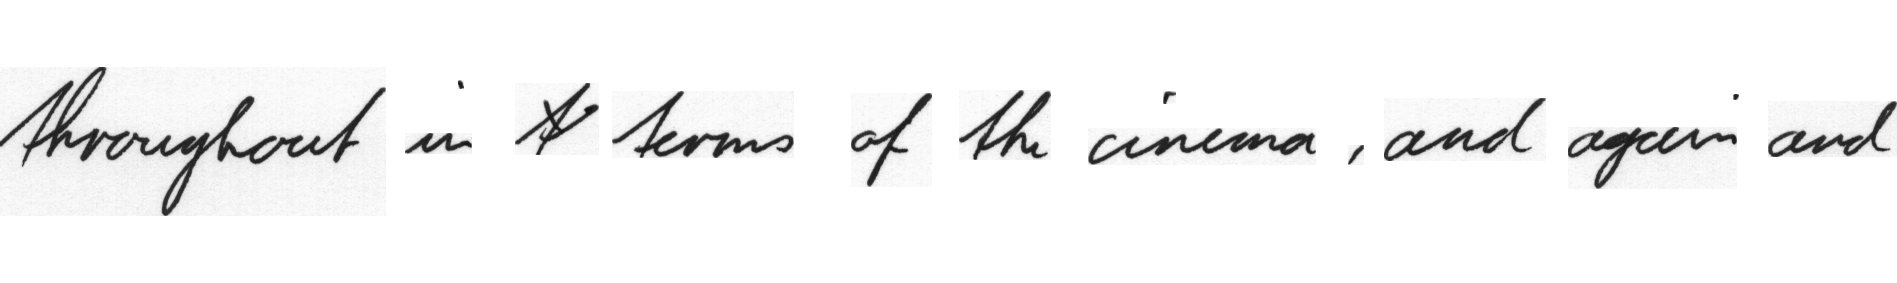 throughout in terms of the cinema, and again and